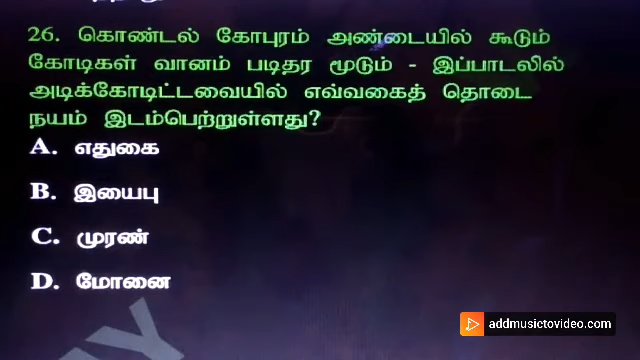 26. கொண்டல் கோபுரம் அண்டையில் கூடும்
கோடிகள் வானம் படிதர மூடும் - இப்பாடலில்
அடிக்கோடிட்டவையில் எவ்வகைத் தொடை
நயம் இடம்பெற்றுள்ளது?
A. எதுகை
B. இயைபு
C. முரண்
D. மோனை
addmusictovideo.com